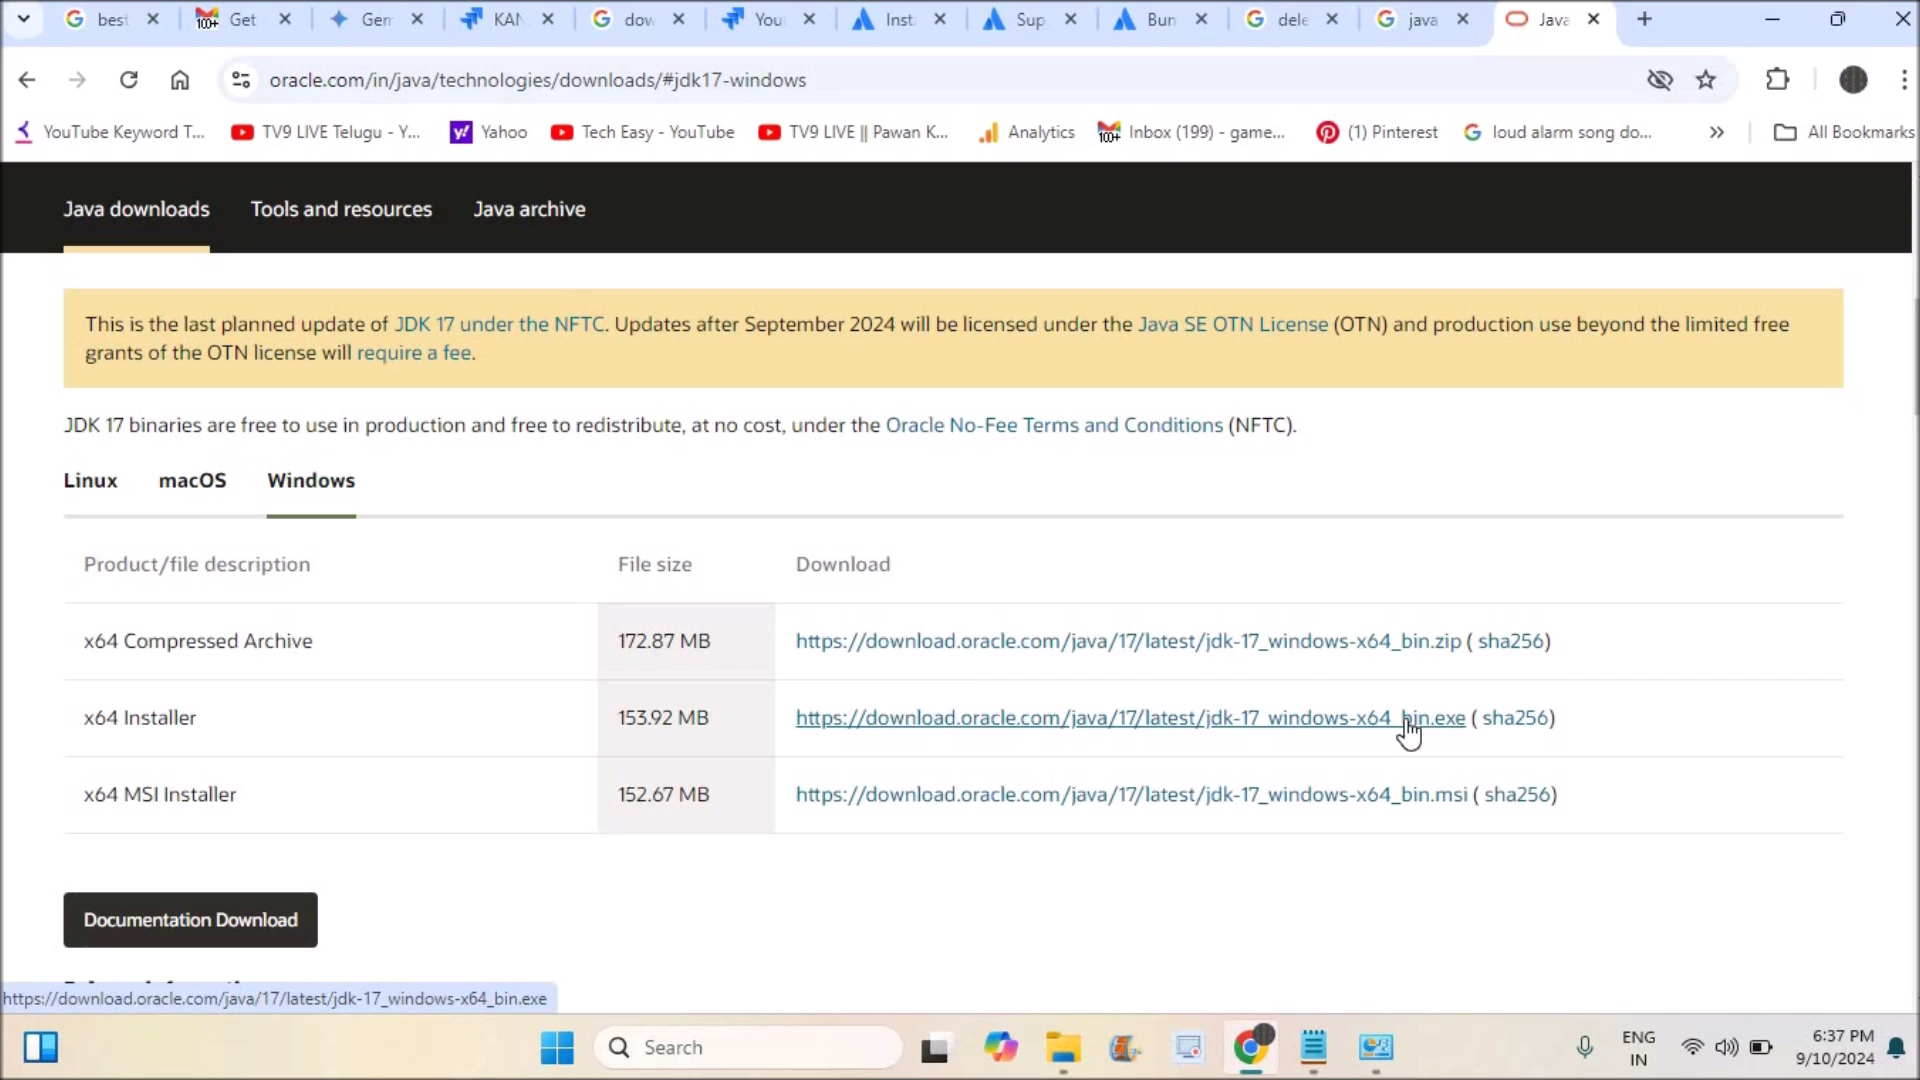 best
Get
Gem
KAN
dow
You
Inst
Sup
Bun
dele
java
Java
oracle.com/in/java/technologies/downloads/#jdk17-windows
YouTube Keyword T...
TV9 LIVE Telugu - Y...
Yahoo
Tech Easy - YouTube
TV9 LIVE || Pawan K...
Analytics
Inbox (199) - game...
(1) Pinterest
loud alarm song do...
All Bookmarks
Java downloads
Tools and resources
Java archive
This is the last planned update of JDK 17 under the NFTC. Updates after September 2024 will be licensed under the Java SE OTN License (OTN) and production use beyond the limited free
grants of the OTN license will require a fee.
JDK 17 binaries are free to use in production and free to redistribute, at no cost, under the Oracle No-Fee Terms and Conditions (NFTC).
Linux
macOS
Windows
Product/file description
File size
Download
x64 Compressed Archive
172.87 MB
https://download.oracle.com/java/17/latest/jdk-17_windows-x64_bin.zip ( sha256)
x64 Installer
153.92 MB
https://download.oracle.com/java/17/latest/jdk-17_windows-x64_bin.exe ( sha256)
x64 MSI Installer
152.67 MB
https://download.oracle.com/java/17/latest/jdk-17_windows-x64_bin.msi ( sha256)
Documentation Download
https://download.oracle.com/java/17/latest/jdk-17_windows-x64_bin.exe
Search
ENG
IN
6:37 PM
9/10/2024